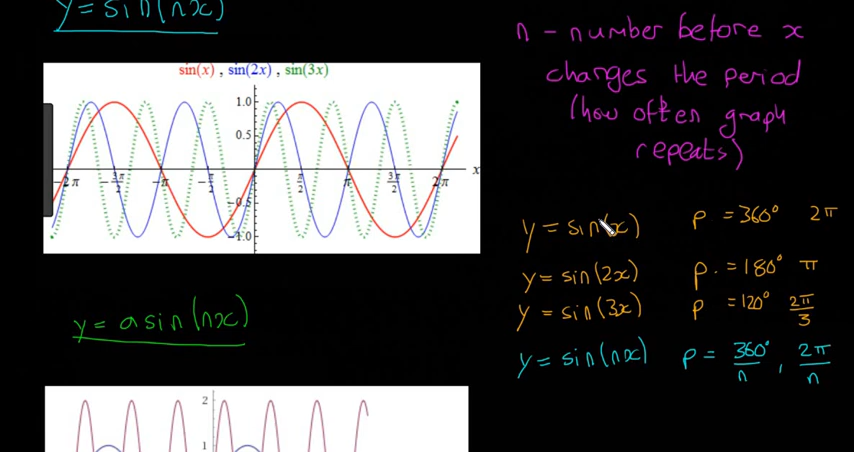 y = sin(nx)
sin(x) , sin(2x) , sin(3x)
1.0
0.5
-2π -3π/2 -π -π/2 π/2 π 3π/2 2π x
-0.5
-1.0
y = a sin(nx)
2
1
n - number before x
changes the period
(how often graph
repeats)
y = sin(x) p = 360° 2π
y = sin(2x) p. = 180° π
y = sin(3x) p = 120° 2π/3
y = sin(nx) p = 360°/n , 2π/n